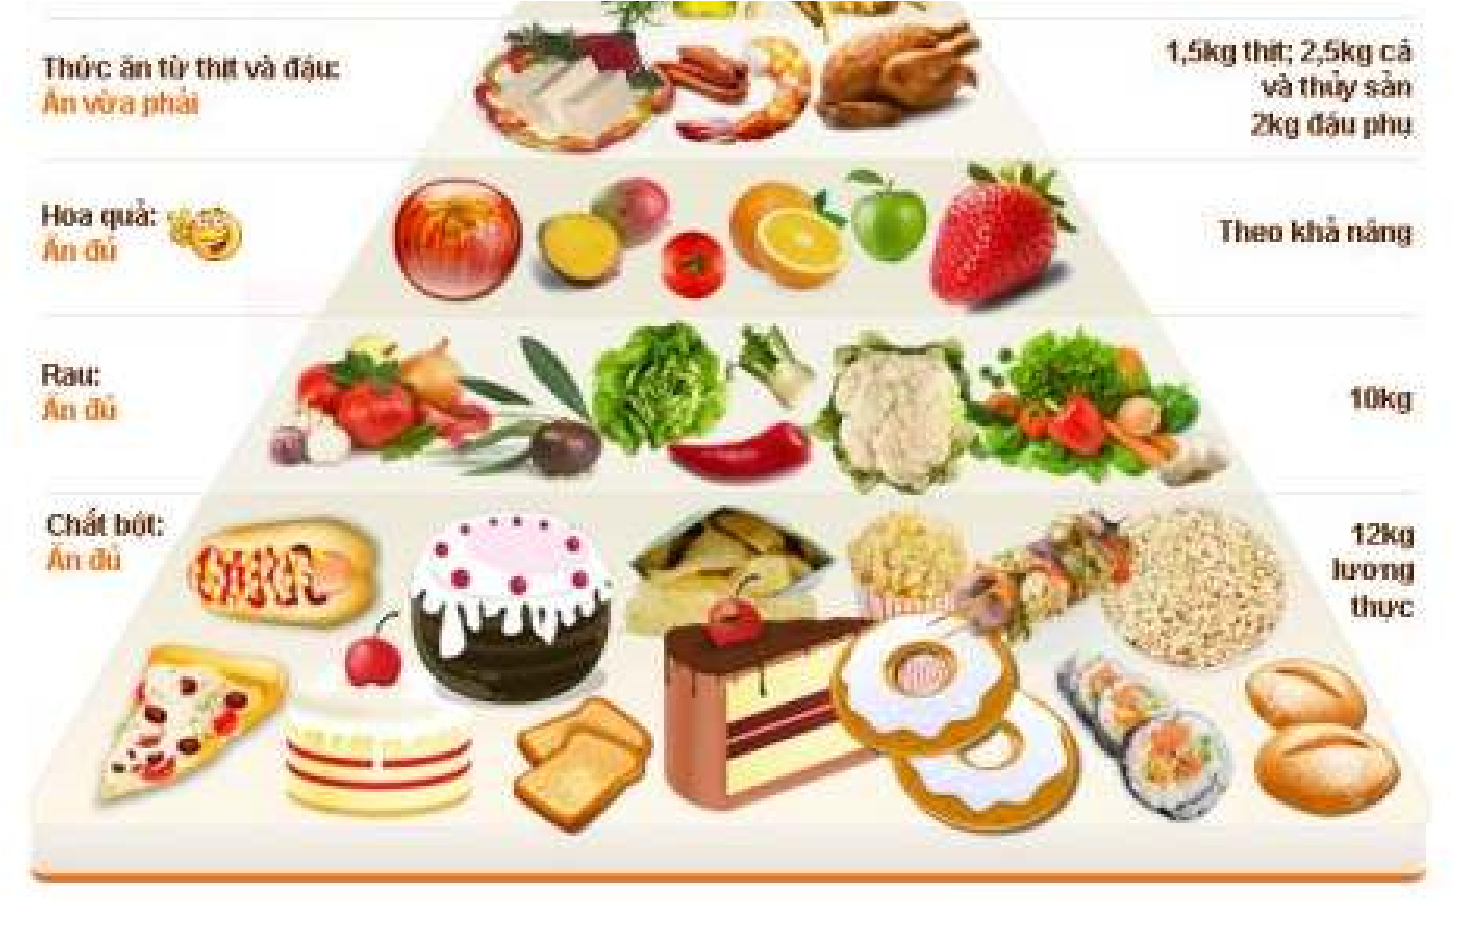 Thức ăn từ thịt và đậu:
Ăn vừa phải
1,5kg thịt; 2,5kg cá
và thủy sản
2kg đậu phụ
Hoa quả:
Ăn đủ
Theo khả năng
Rau:
Ăn đủ
10kg
Chất bột:
Ăn đủ
12kg
lương
thực